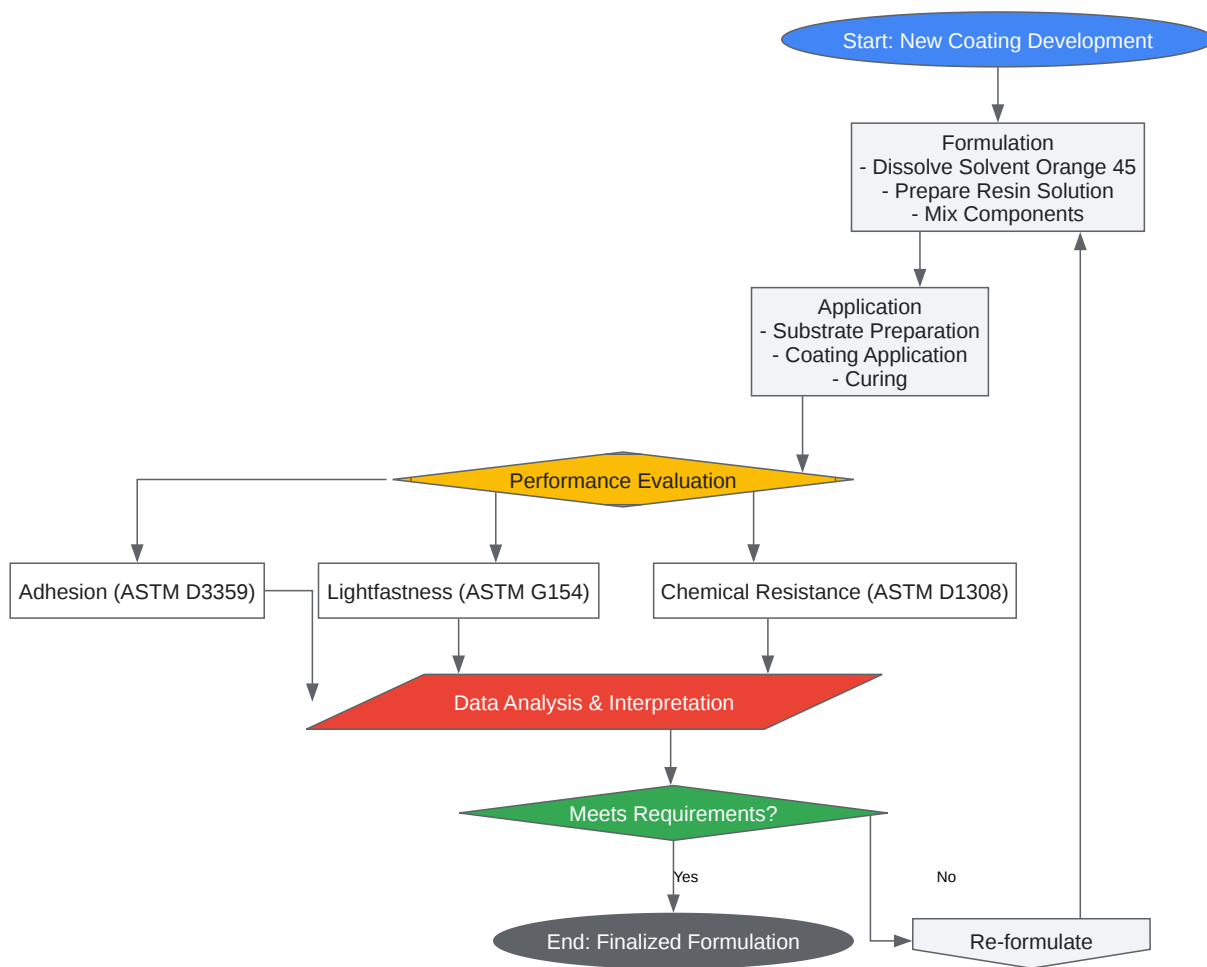 Start: New Coating Development
Formulation
- Dissolve Solvent Orange 45
- Prepare Resin Solution
- Mix Components
Application
- Substrate Preparation
- Coating Application
- Curing
Performance Evaluation
Adhesion (ASTM D3359)
Lightfastness (ASTM G154)
Chemical Resistance (ASTM D1308)
Data Analysis & Interpretation
Meets Requirements?
Yes
No
End: Finalized Formulation
Re-formulate